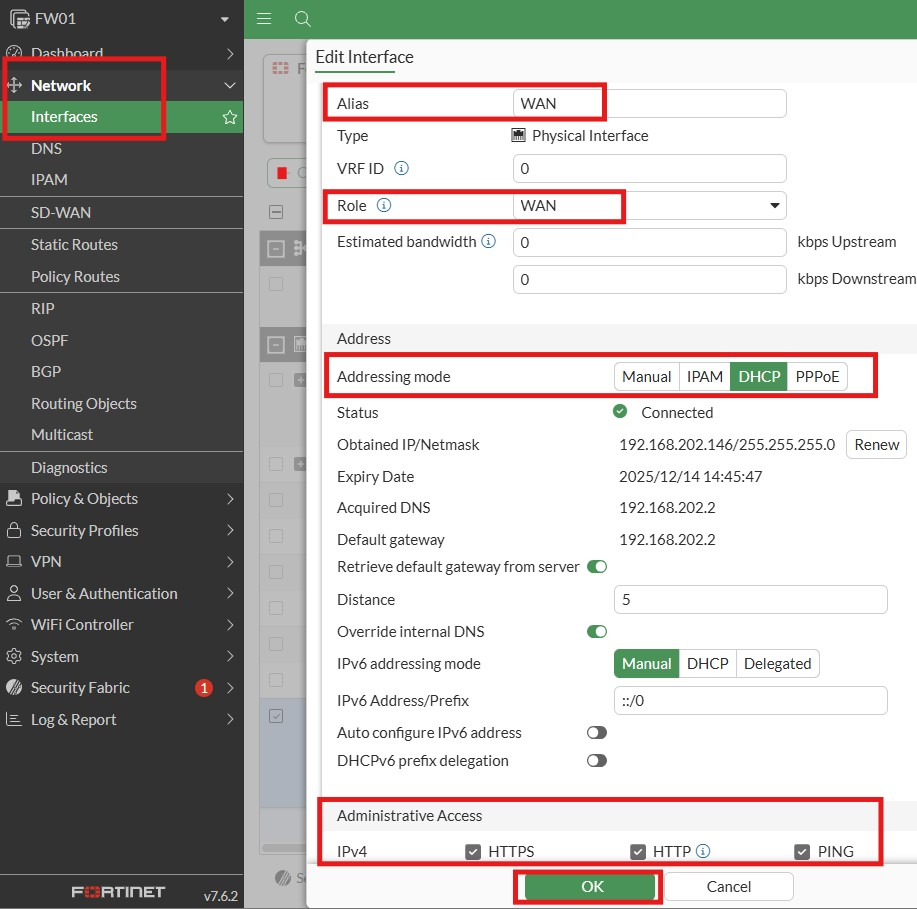 FW01
Dashboard
Network
Interfaces
DNS
IPAM
SD-WAN
Static Routes
Policy Routes
RIP
OSPF
BGP
Routing Objects
Multicast
Diagnostics
Policy & Objects
Security Profiles
VPN
User & Authentication
WiFi Controller
System
Security Fabric 1
Log & Report
FORTINET v7.6.2
Edit Interface
Alias WAN
Type Physical Interface
VRF ID 0
Role WAN
Estimated bandwidth 0 kbps Upstream
0 kbps Downstream
Address
Addressing mode Manual IPAM DHCP PPPoE
Status Connected
Obtained IP/Netmask 192.168.202.146/255.255.255.0 Renew
Expiry Date 2025/12/14 14:45:47
Acquired DNS 192.168.202.2
Default gateway 192.168.202.2
Retrieve default gateway from server
Distance 5
Override internal DNS
IPv6 addressing mode Manual DHCP Delegated
IPv6 Address/Prefix ::/0
Auto configure IPv6 address
DHCPv6 prefix delegation
Administrative Access
IPv4 HTTPS HTTP PING
OK Cancel